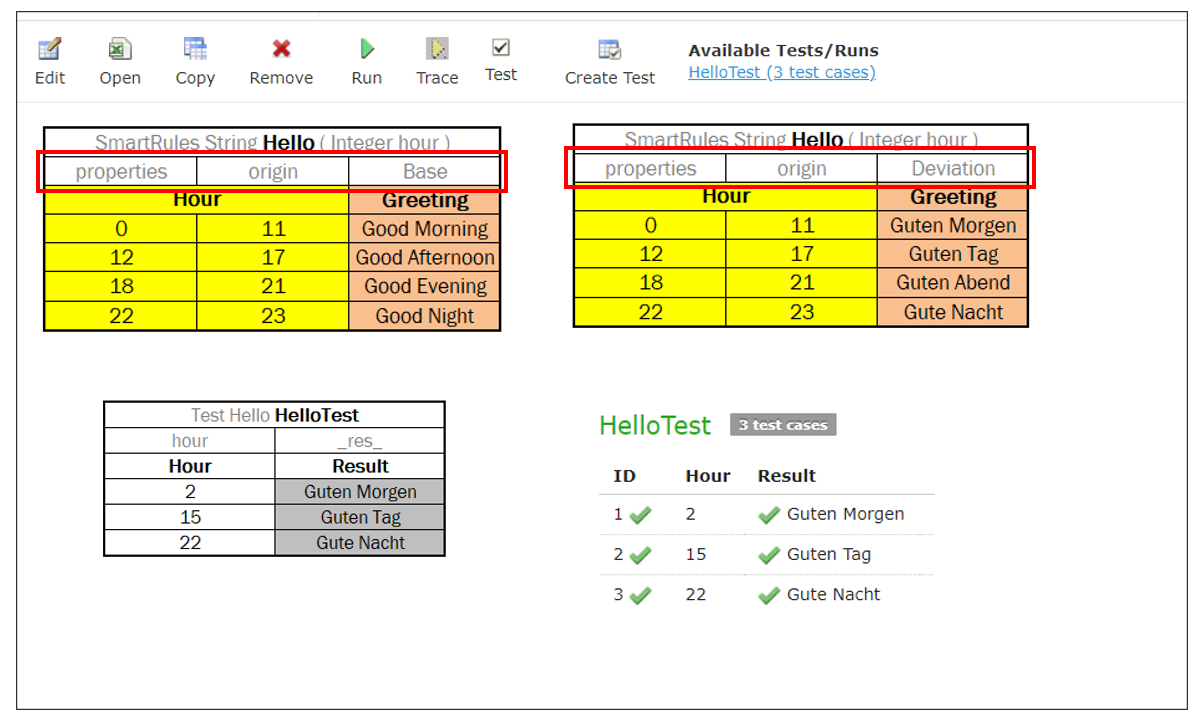 Edit Open Copy Remove Run Trace Test Create Test
Available Tests/Runs
HelloTest (3 test cases)
SmartRules String Hello ( Integer hour )
properties origin Base
Hour Greeting
0 11 Good Morning
12 17 Good Afternoon
18 21 Good Evening
22 23 Good Night
SmartRules String Hello ( Integer hour )
properties origin Deviation
Hour Greeting
0 11 Guten Morgen
12 17 Guten Tag
18 21 Guten Abend
22 23 Gute Nacht
Test Hello HelloTest
hour _res_
Hour Result
2 Guten Morgen
15 Guten Tag
22 Gute Nacht
HelloTest 3 test cases
ID Hour Result
1 2 Guten Morgen
2 15 Guten Tag
3 22 Gute Nacht